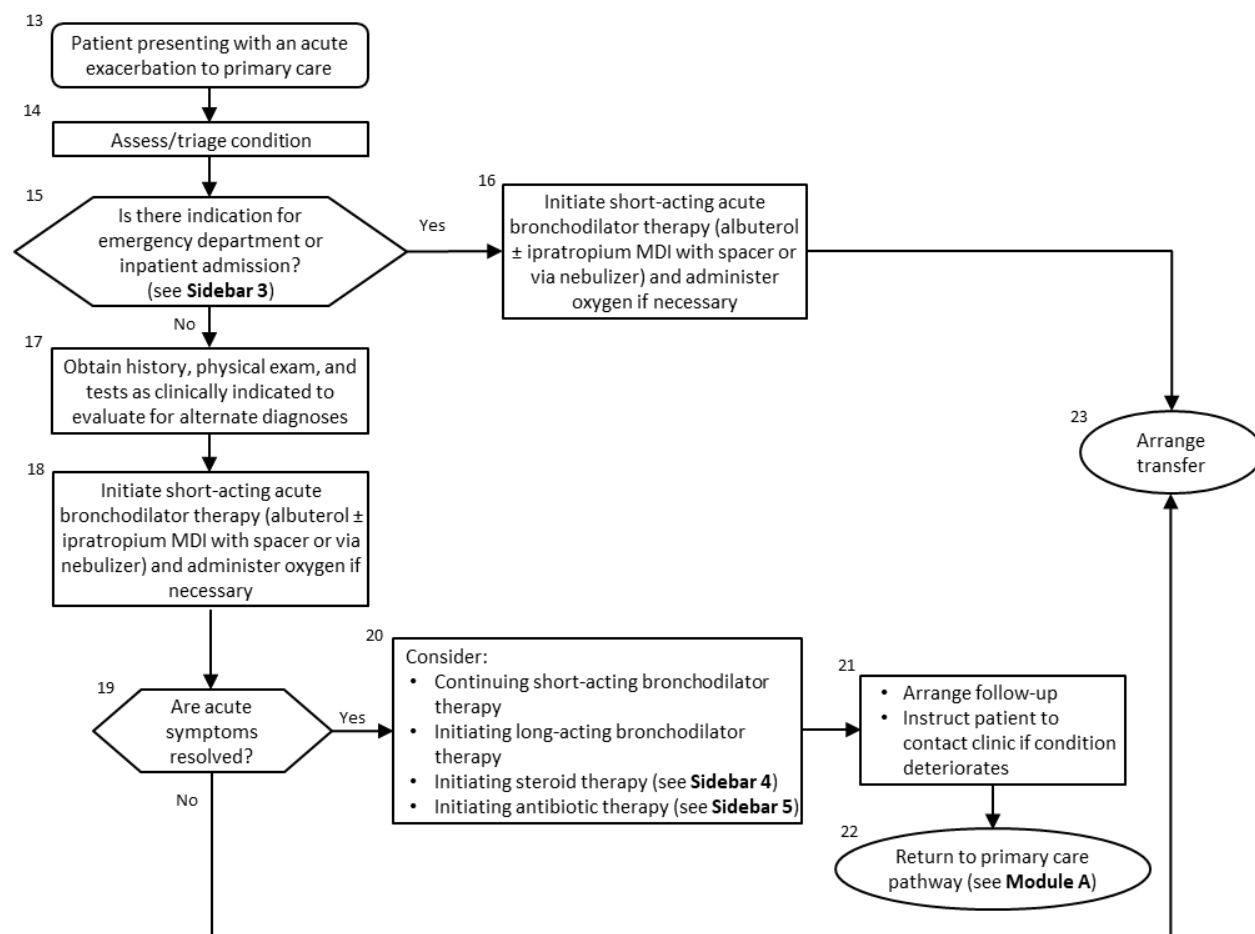 13
Patient presenting with an acute
exacerbation to primary care
14
Assess/triage condition
15
Is there indication for
emergency department or
inpatient admission?
(see Sidebar 3)
Yes
16
Initiate short-acting acute
bronchodilator therapy (albuterol
± ipratropium MDI with spacer or
via nebulizer) and administer
oxygen if necessary
No
17
Obtain history, physical exam, and
tests as clinically indicated to
evaluate for alternate diagnoses
23
Arrange
transfer
18
Initiate short-acting acute
bronchodilator therapy (albuterol ±
ipratropium MDI with spacer or via
nebulizer) and administer oxygen if
necessary
19
Are acute
symptoms
resolved?
Yes
20
Consider:
• Continuing short-acting bronchodilator
therapy
• Initiating long-acting bronchodilator
therapy
• Initiating steroid therapy (see Sidebar 4)
• Initiating antibiotic therapy (see Sidebar 5)
21
• Arrange follow-up
• Instruct patient to
contact clinic if condition
deteriorates
No
22
Return to primary care
pathway (see Module A)